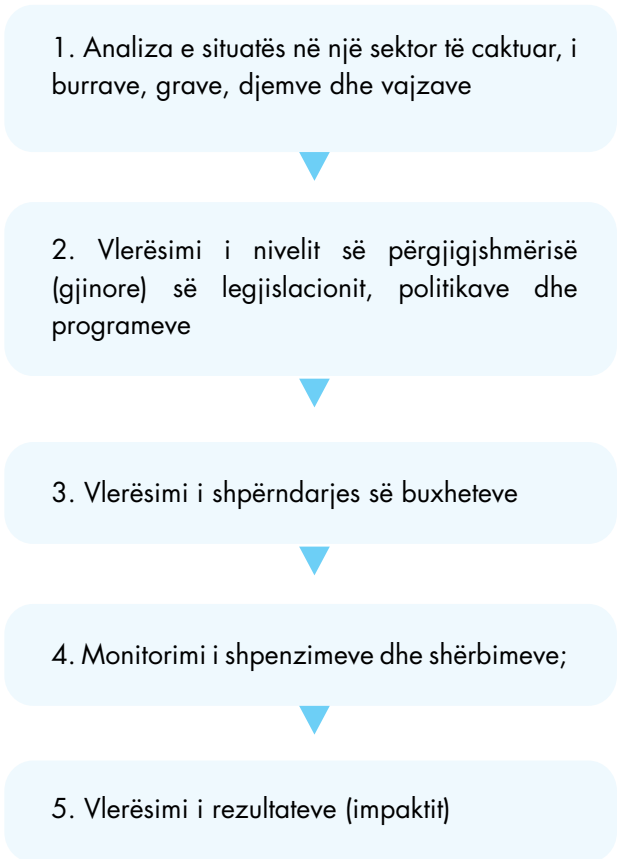 1. Analiza e situatës në një sektor të caktuar, i
burrave, grave, djemve dhe vajzave
2. Vlerësimi i nivelit së përgjigjshmërisë
(gjinore) së legjislacionit, politikave dhe
programeve
3. Vlerësimi i shpërndarjes së buxheteve
4. Monitorimi i shpenzimeve dhe shërbimeve;
5. Vlerësimi i rezultateve (impaktit)